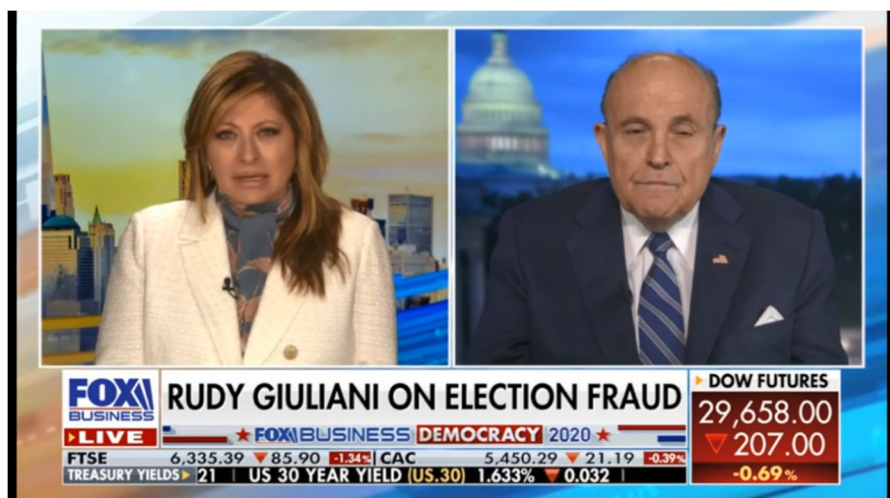 FOX
BUSINESS
LIVE
RUDY GIULIANI ON ELECTION FRAUD
FOX BUSINESS DEMOCRACY 2020
DOW FUTURES
29,658.00
207.00
-0.69%
FTSE 6,335.39 ▼85.90 -1.34% CAC 5,450.29 ▼21.19 -0.39%
TREASURY YIELDS 21 US 30 YEAR YIELD (US.30) 1.633% ▼0.032